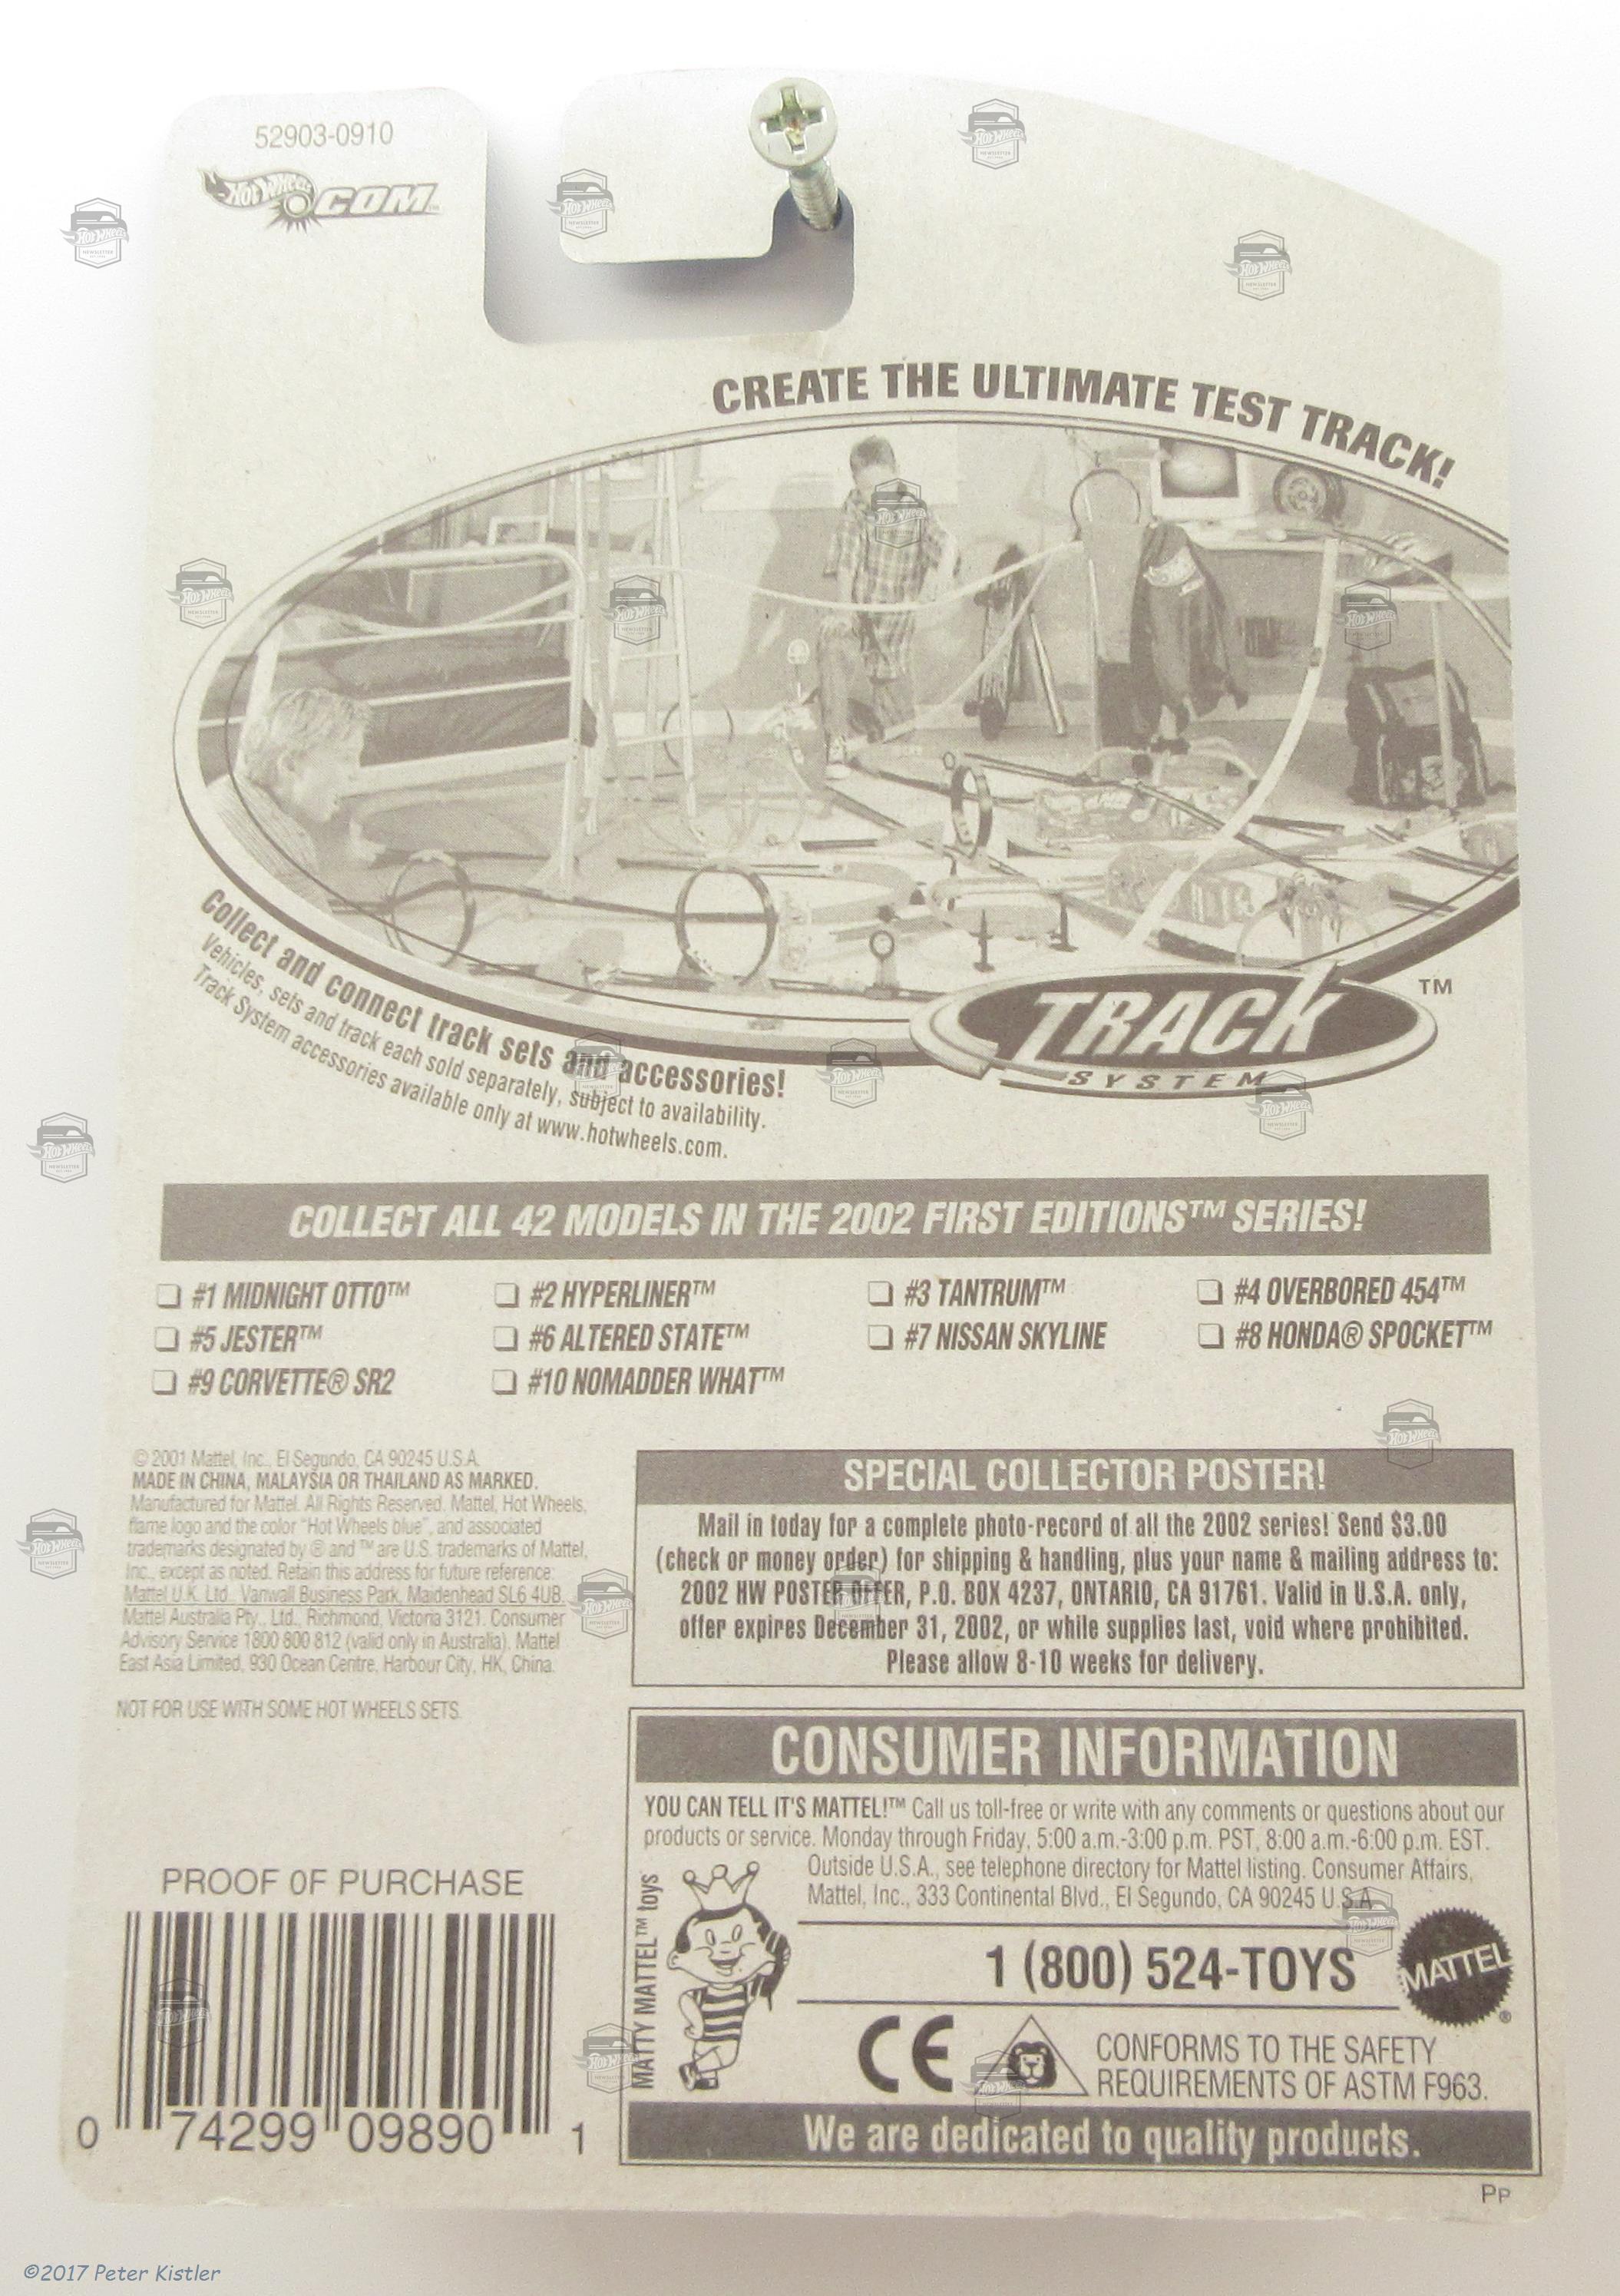 52903-0910
HOT WHEELS.COM™
CREATE THE ULTIMATE TEST TRACK!
Collect and connect track sets and accessories!
Vehicles, sets and track each sold separately, subject to availability.
Track System accessories available only at www.hotwheels.com.
TRACK ™
SYSTEM
COLLECT ALL 42 MODELS IN THE 2002 FIRST EDITIONS™ SERIES!
#1 MIDNIGHT OTTO™ #2 HYPERLINER™ #3 TANTRUM™ #4 OVERBORED 454™
#5 JESTER™ #6 ALTERED STATE™ #7 NISSAN SKYLINE #8 HONDA® SPOCKET™
#9 CORVETTE® SR2 #10 NOMADDER WHAT™
© 2001 Mattel, Inc., El Segundo, CA 90245 U.S.A.
MADE IN CHINA, MALAYSIA OR THAILAND AS MARKED.
Manufactured for Mattel. All Rights Reserved. Mattel, Hot Wheels,
flame logo and the color "Hot Wheels blue", and associated
trademarks designated by ® and ™ are U.S. trademarks of Mattel,
Inc., except as noted. Retain this address for future reference:
Mattel U.K. Ltd., Vanwall Business Park, Maidenhead SL6 4UB.
Mattel Australia Pty., Ltd., Richmond, Victoria 3121. Consumer
Advisory Service 1800 800 812 (valid only in Australia). Mattel
East Asia Limited, 930 Ocean Centre, Harbour City, HK, China.
NOT FOR USE WITH SOME HOT WHEELS SETS.
SPECIAL COLLECTOR POSTER!
Mail in today for a complete photo-record of all the 2002 series! Send $3.00
(check or money order) for shipping & handling, plus your name & mailing address to:
2002 HW POSTER OFFER, P.O. BOX 4237, ONTARIO, CA 91761. Valid in U.S.A. only,
offer expires December 31, 2002, or while supplies last, void where prohibited.
Please allow 8-10 weeks for delivery.
CONSUMER INFORMATION
YOU CAN TELL IT'S MATTEL!™ Call us toll-free or write with any comments or questions about our
products or service. Monday through Friday, 5:00 a.m.-3:00 p.m. PST, 8:00 a.m.-6:00 p.m. EST.
Outside U.S.A., see telephone directory for Mattel listing. Consumer Affairs,
Mattel, Inc., 333 Continental Blvd., El Segundo, CA 90245 U.S.A.
MATTY MATTEL™ toys
1 (800) 524-TOYS
MATTEL ®
CE
CONFORMS TO THE SAFETY
REQUIREMENTS OF ASTM F963.
We are dedicated to quality products.
PP
PROOF OF PURCHASE
0 74299 09890 1
©2017 Peter Kistler